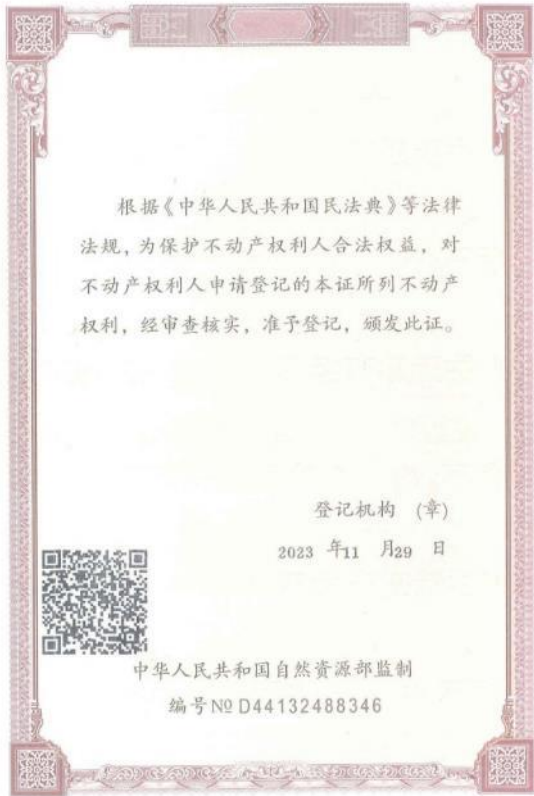 根据《中华人民共和国民法典》等法律
法规，为保护不动产权利人合法权益，对
不动产权利人申请登记的本证所列不动产
权利，经审查核实，准予登记，颁发此证。
登记机构 (章)
2023 年11 月29 日
中华人民共和国自然资源部监制
编号№ D44132488346